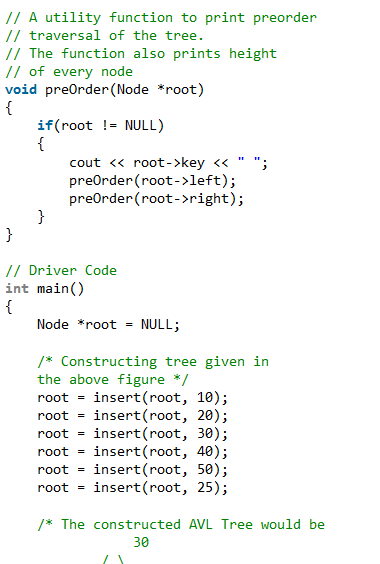 // A utility function to print preorder
// traversal of the tree.
// The function also prints height
// of every node
void preOrder(Node *root)
{
    if(root != NULL)
    {
        cout << root->key << " ";
        preOrder(root->left);
        preOrder(root->right);
    }
}

// Driver Code
int main()
{
    Node *root = NULL;

    /* Constructing tree given in
    the above figure */
    root = insert(root, 10);
    root = insert(root, 20);
    root = insert(root, 30);
    root = insert(root, 40);
    root = insert(root, 50);
    root = insert(root, 25);

    /* The constructed AVL Tree would be
                30
            / \